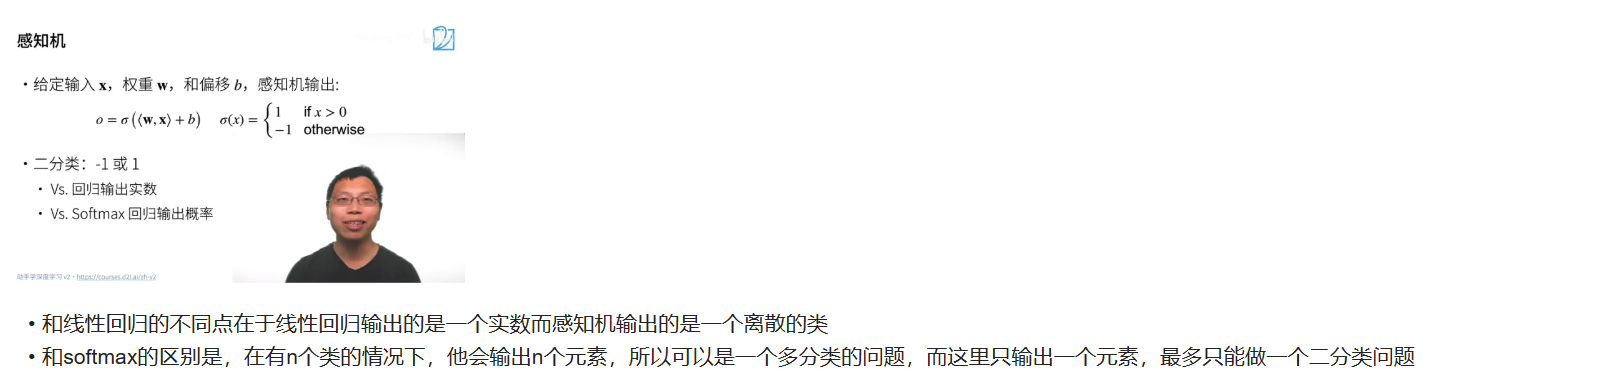 感知机
• 给定输入 x，权重 w，和偏移 b，感知机输出:
o = σ(⟨w, x⟩ + b) σ(x) = { 1 if x > 0
−1 otherwise
• 二分类：-1 或 1
• Vs. 回归输出实数
• Vs. Softmax 回归输出概率
动手学深度学习 v2 • https://courses.d2l.ai/zh-v2
• 和线性回归的不同点在于线性回归输出的是一个实数而感知机输出的是一个离散的类
• 和softmax的区别是，在有n个类的情况下，他会输出n个元素，所以可以是一个多分类的问题，而这里只输出一个元素，最多只能做一个二分类问题